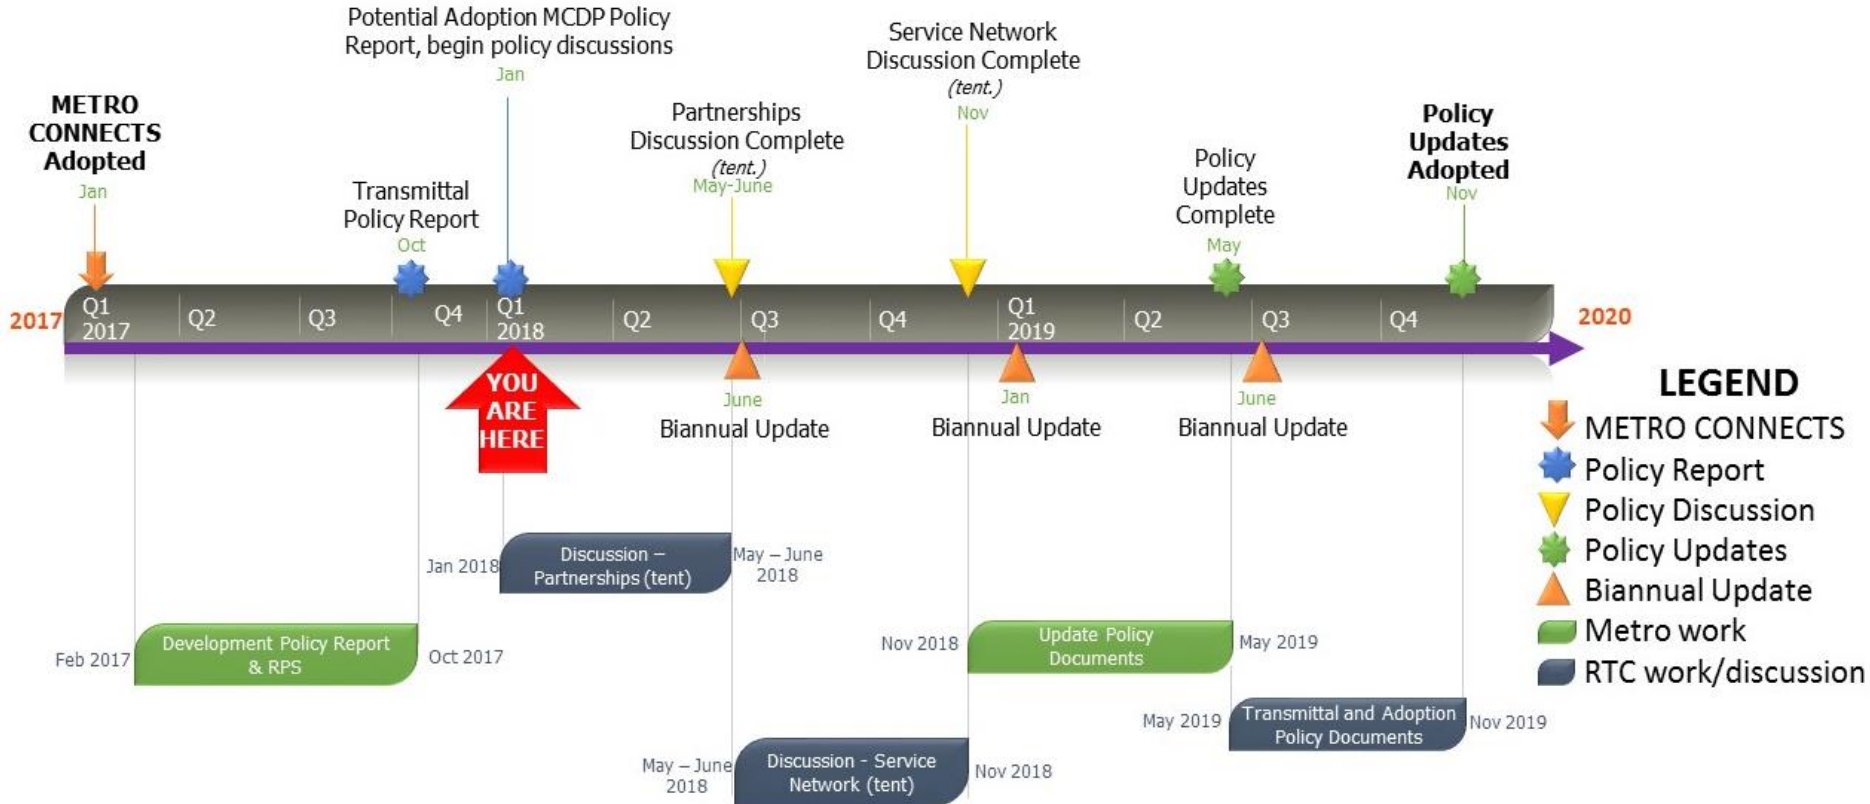 Potential Adoption MCDP Policy
Report, begin policy discussions
Jan
Service Network
Discussion Complete
(tent.)
Nov
METRO
CONNECTS
Adopted
Jan
Partnerships
Discussion Complete
(tent.)
May-June
Policy
Updates
Adopted
Nov
Transmittal
Policy Report
Oct
Policy
Updates
Complete
May
2017
Q1
2017
Q2
Q3
Q4
Q1
2018
Q2
Q3
Q4
Q1
2019
Q2
Q3
Q4
2020
YOU
ARE
HERE
June
Biannual Update
Jan
Biannual Update
June
Biannual Update
LEGEND
METRO CONNECTS
Policy Report
Policy Discussion
Policy Updates
Biannual Update
Metro work
RTC work/discussion
Jan 2018
Discussion –
Partnerships (tent)
May – June
2018
Feb 2017
Development Policy Report
& RPS
Oct 2017
Nov 2018
Update Policy
Documents
May 2019
May 2019
Transmittal and Adoption
Policy Documents
Nov 2019
May – June
2018
Discussion - Service
Network (tent)
Nov 2018